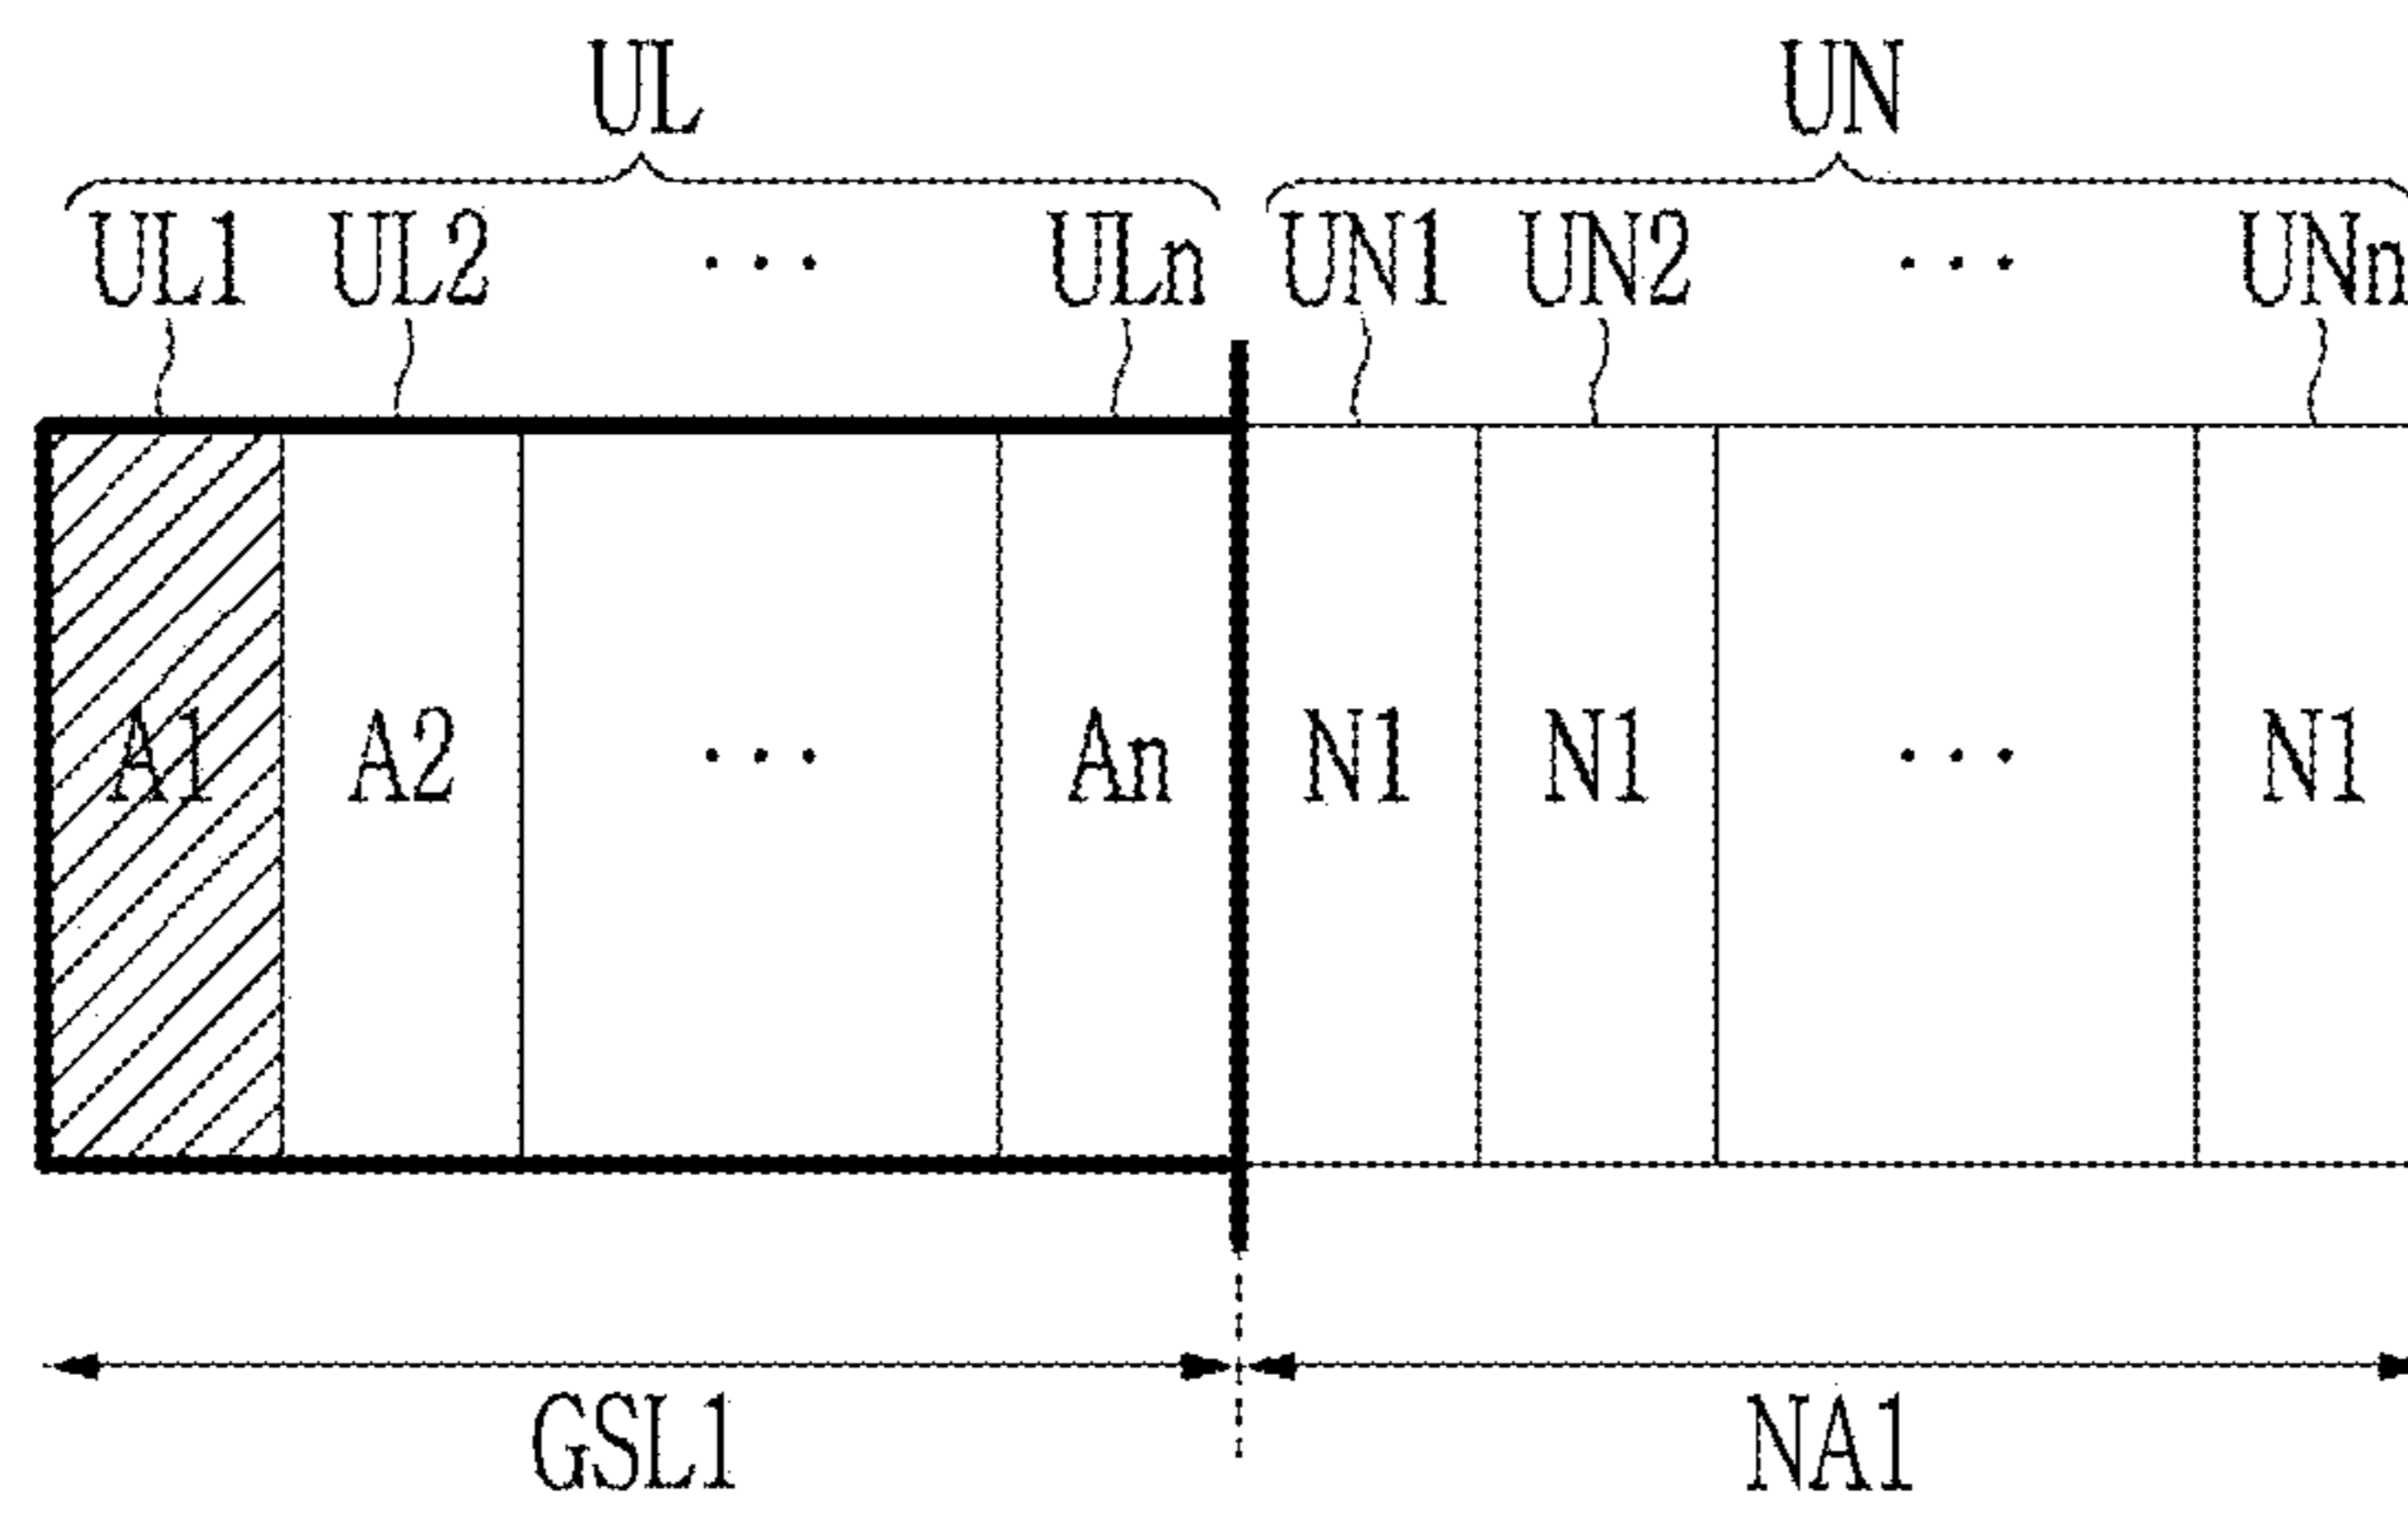 UL UN
UL1 UL2 ... ULn UN1 UN2 ... UNn
A1 A2 ... An N1 N1 ... N1
GSL1 NA1